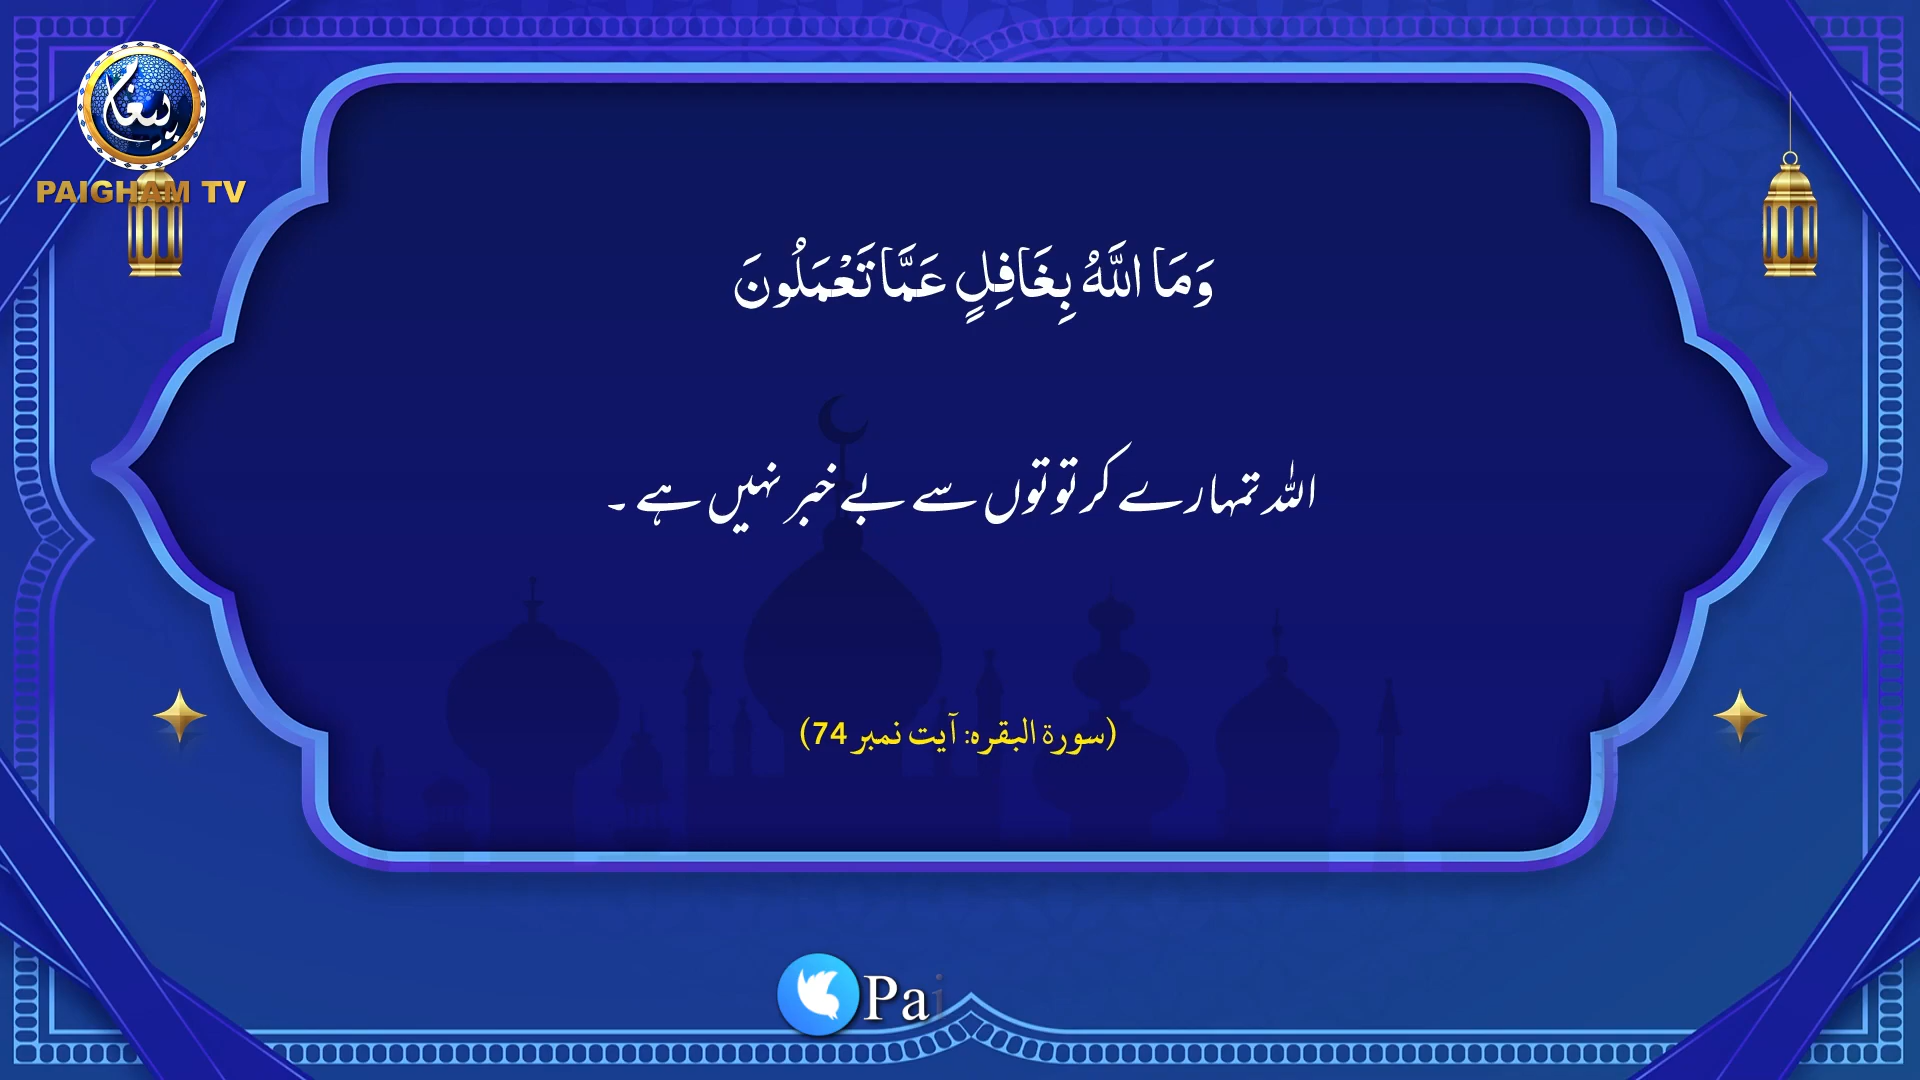 پیغام
PAIGHAM TV
وَمَا اللَّهُ بِغَافِلٍ عَمَّا تَعْمَلُونَ
اللہ تمہارے کرتوتوں سے بے خبر نہیں ہے ۔
(سورۃ البقرہ: آیت نمبر 74)
Pai